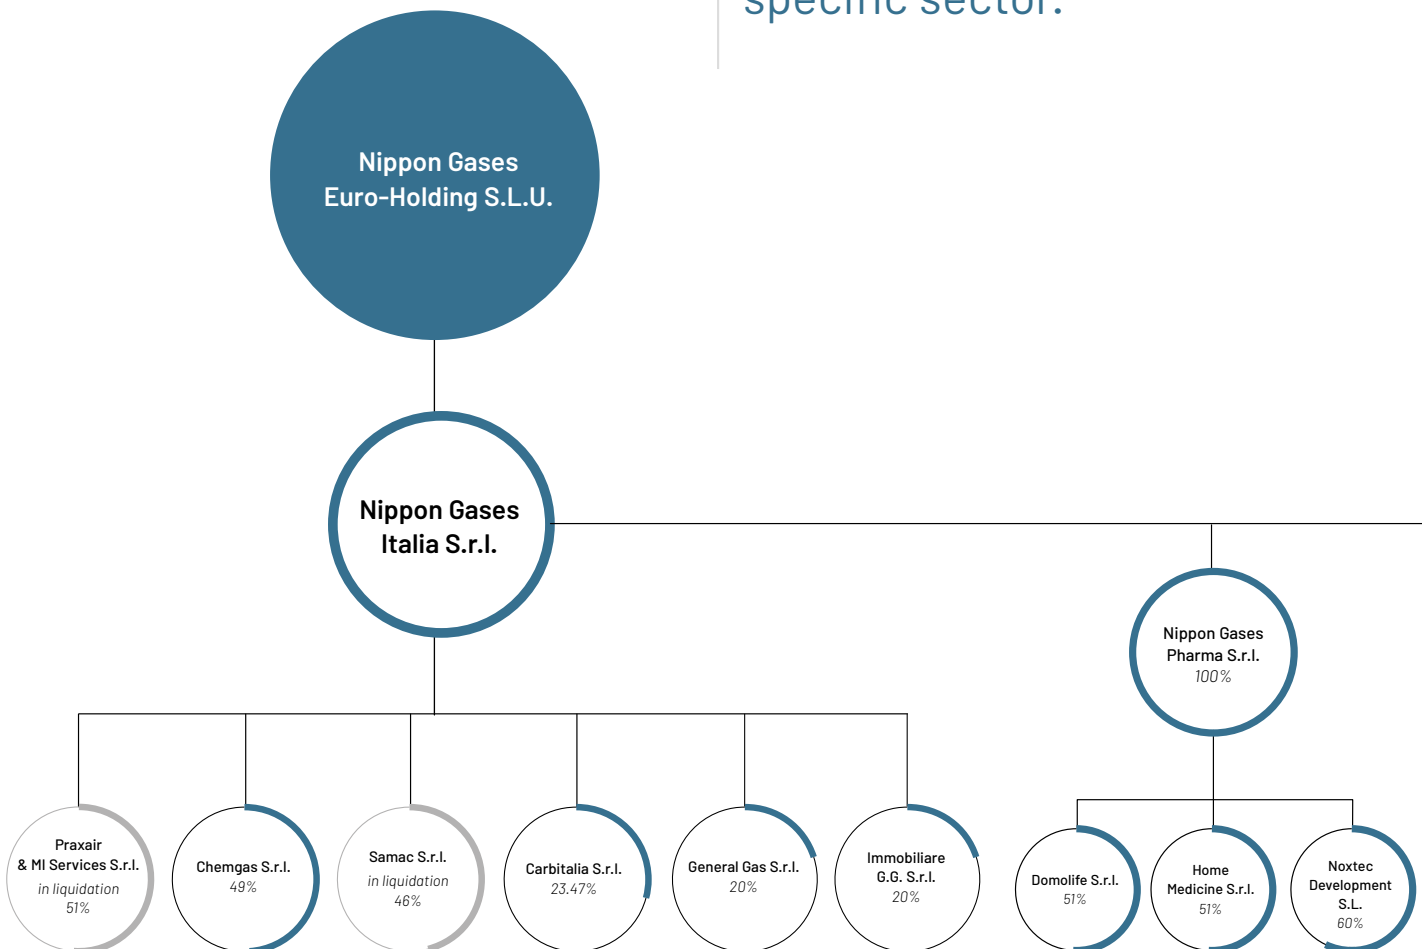 specific sector.
Nippon Gases
Euro-Holding S.L.U.
Nippon Gases
Italia S.r.l.
Nippon Gases
Pharma S.r.l.
100%
Praxair
& MI Services S.r.l.
in liquidation
51%
Chemgas S.r.l.
49%
Samac S.r.l.
in liquidation
46%
Carbitalia S.r.l.
23.47%
General Gas S.r.l.
20%
Immobiliare
G.G. S.r.l.
20%
Domolife S.r.l.
51%
Home
Medicine S.r.l.
51%
Noxtec
Development
S.L.
60%